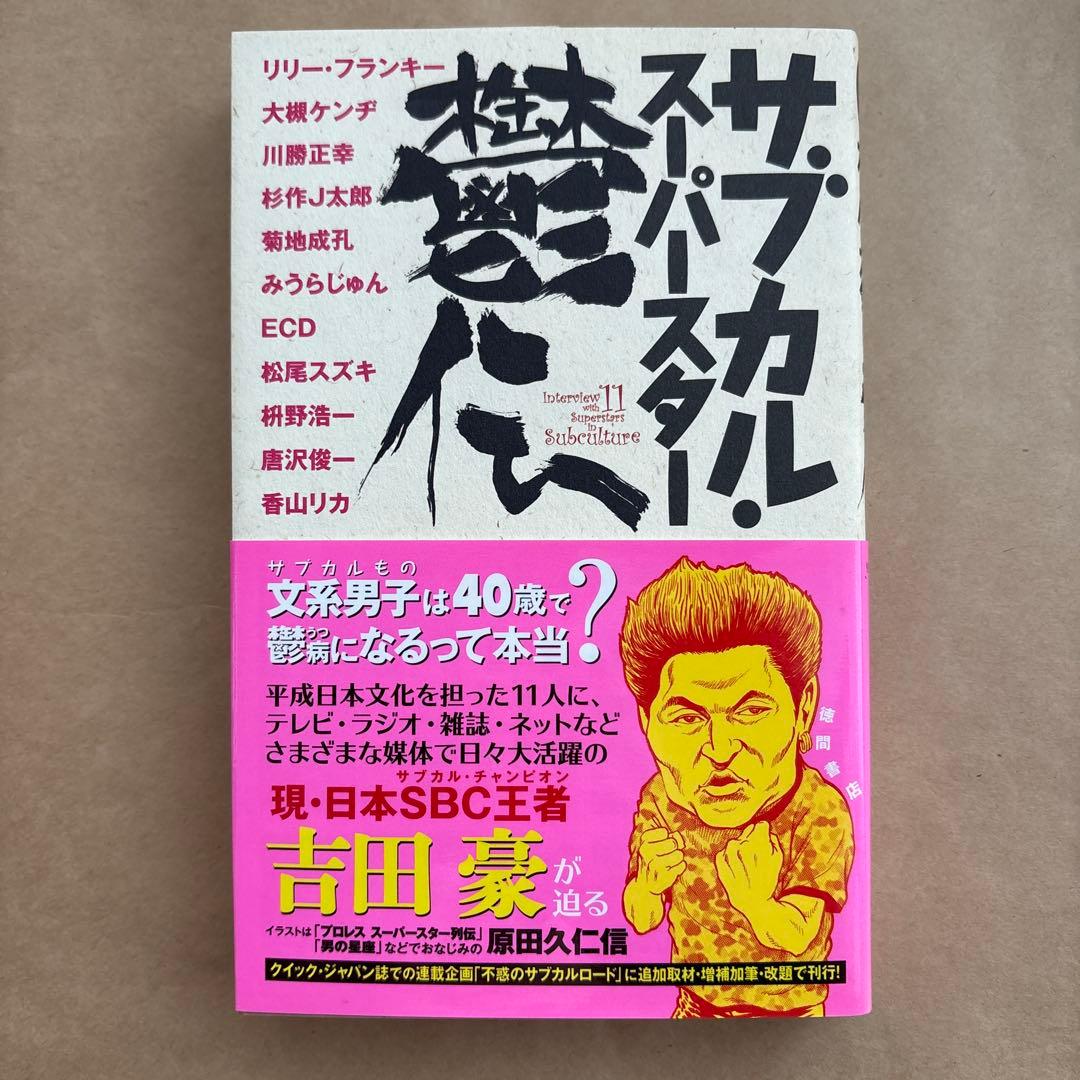 サブカル・
スーパースター
鬱伝
Interview 11
with
Superstars
in
Subculture
リリー・フランキー
大槻ケンヂ
川勝正幸
杉作J太郎
菊地成孔
みうらじゅん
ECD
松尾スズキ
枡野浩一
唐沢俊一
香山リカ
サブカルもの
文系男子は40歳で
うつ
鬱病になるって本当?
平成日本文化を担った11人に、
テレビ・ラジオ・雑誌・ネットなど
さまざまな媒体で日々大活躍の
サブカル・チャンピオン
現・日本SBC王者
吉田 豪が
迫る
イラストは「プロレス スーパースター列伝」
「男の星座」などでおなじみの 原田久仁信
クイック・ジャパン誌での連載企画「不惑のサブカルロード」に追加取材・増補加筆・改題で刊行!
徳間書店